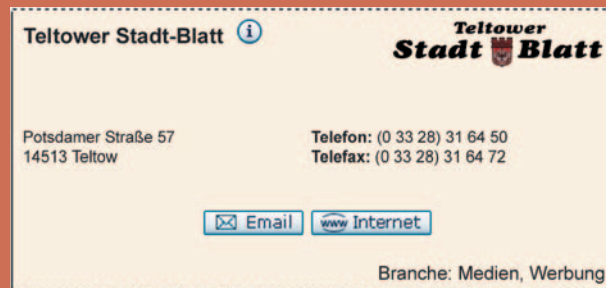 Teltower Stadt-Blatt i
Teltower
Stadt Blatt
Potsdamer Straße 57
14513 Teltow
Telefon: (0 33 28) 31 64 50
Telefax: (0 33 28) 31 64 72
Email
www Internet
Branche: Medien, Werbung